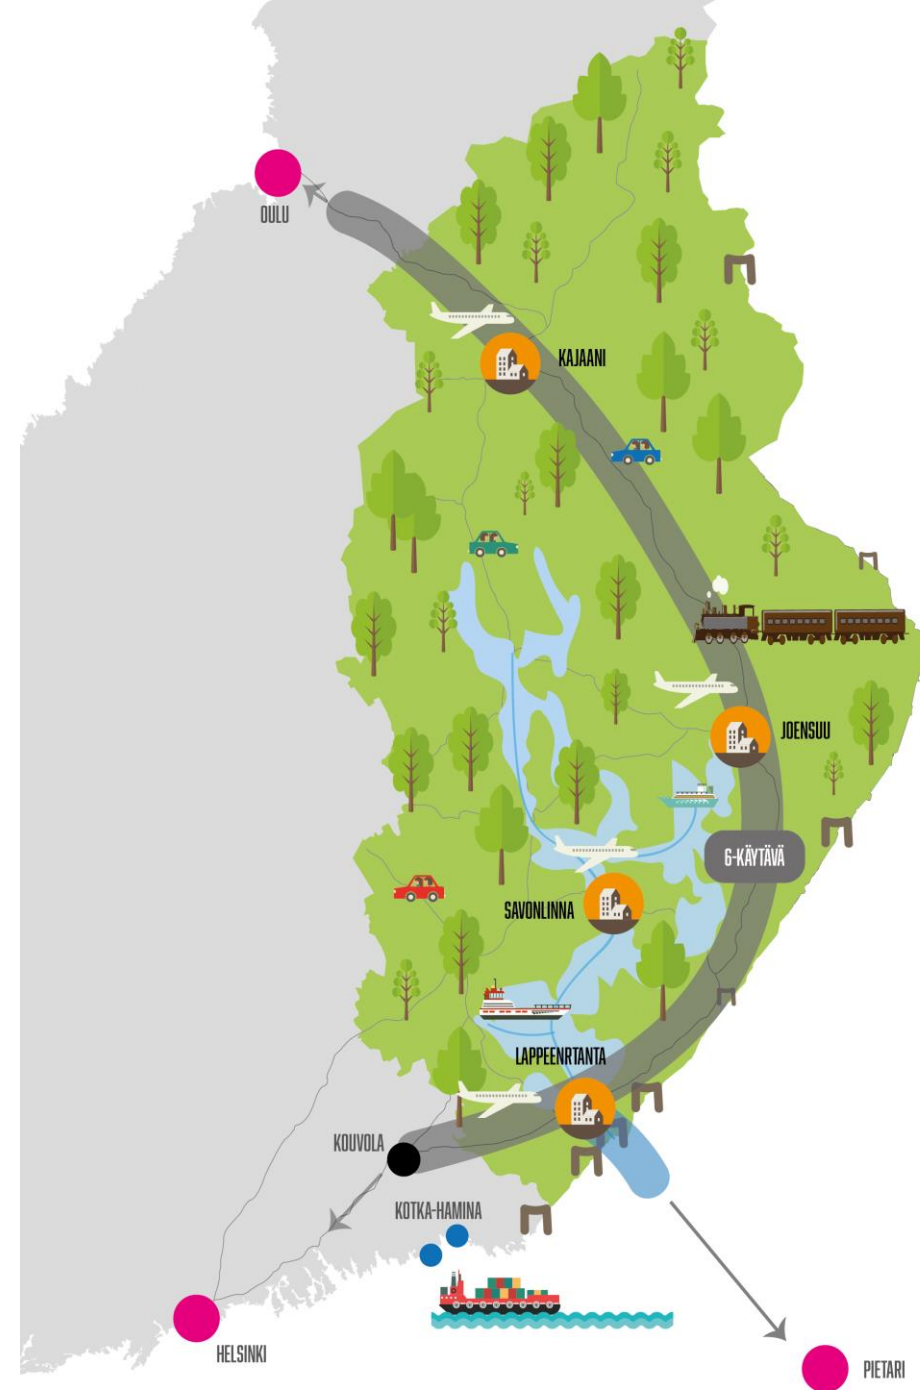 OULU
KAJAANI
JOENSUU
6-KÄYTÄVÄ
SAVONLINNA
LAPPEENRTANTA
KOUVOLA
KOTKA-HAMINA
HELSINKI
PIETARI